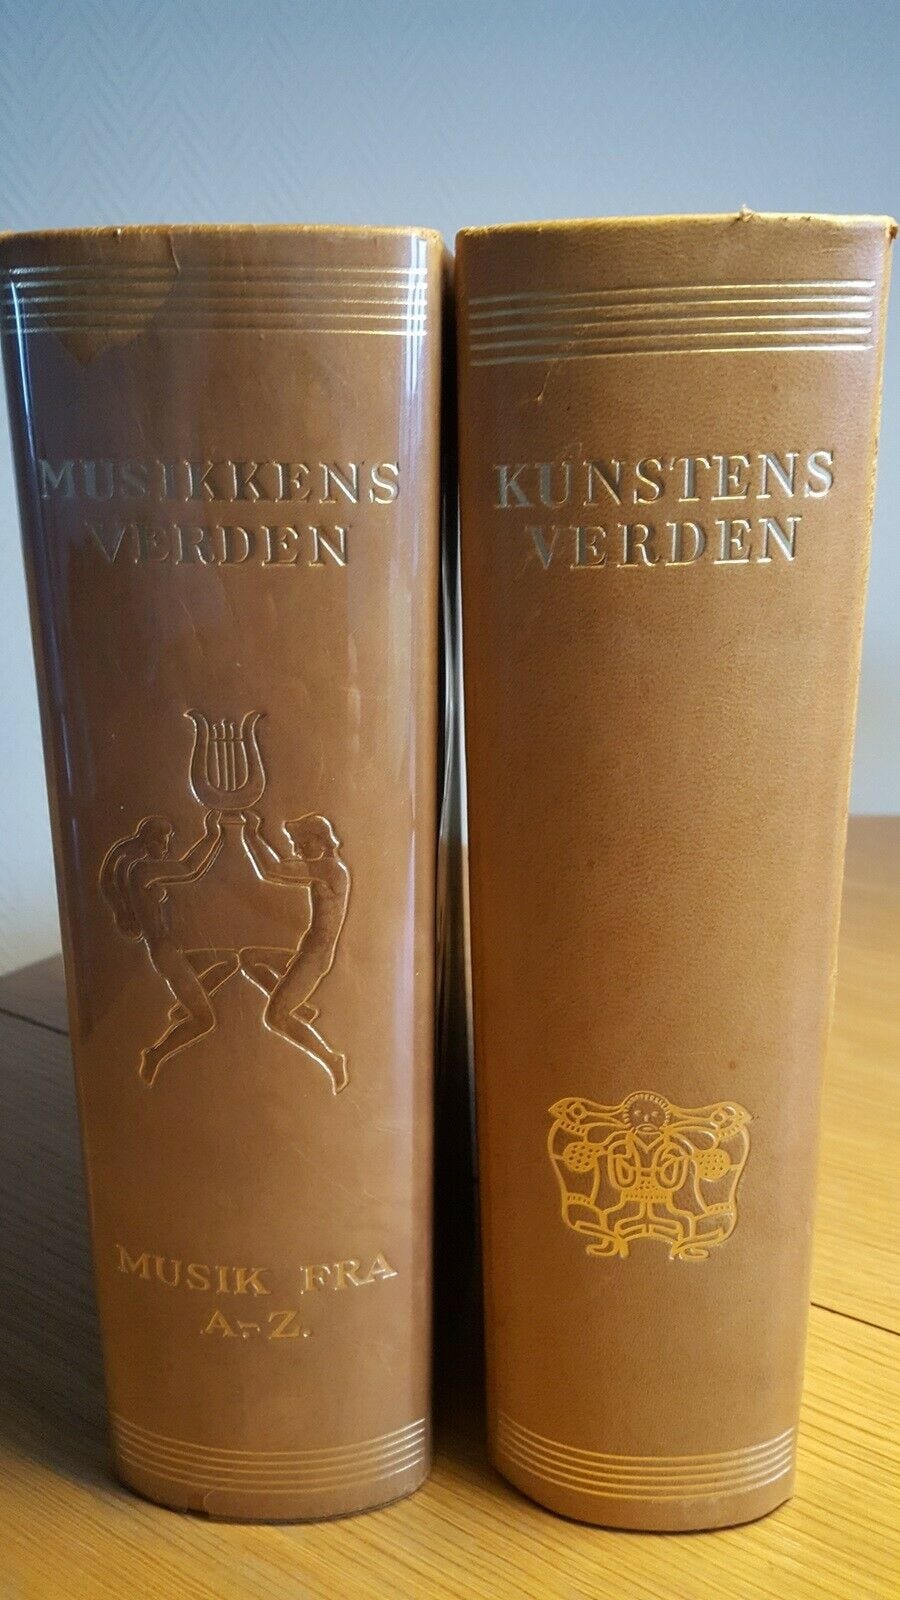 MUSIKKENS
VERDEN
MUSIK FRA
A-Z.
KUNSTENS
VERDEN